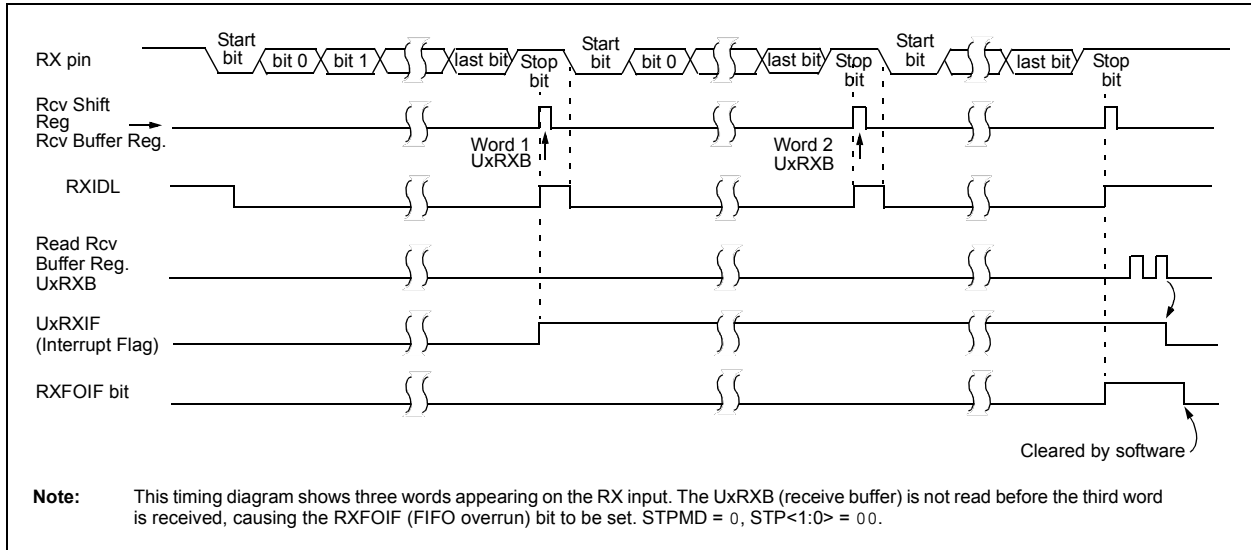 RX pin
Start
bit
bit 0
bit 1
last bit
Stop
bit
Start
bit
bit 0
last bit
Stop
bit
Start
bit
last bit
Stop
bit
Rcv Shift
Reg
Rcv Buffer Reg.
Word 1
UxRXB
Word 2
UxRXB
RXIDL
Read Rcv
Buffer Reg.
UxRXB
UxRXIF
(Interrupt Flag)
RXFOIF bit
Cleared by software
Note: This timing diagram shows three words appearing on the RX input. The UxRXB (receive buffer) is not read before the third word
is received, causing the RXFOIF (FIFO overrun) bit to be set. STPMD = 0, STP<1:0> = 00.